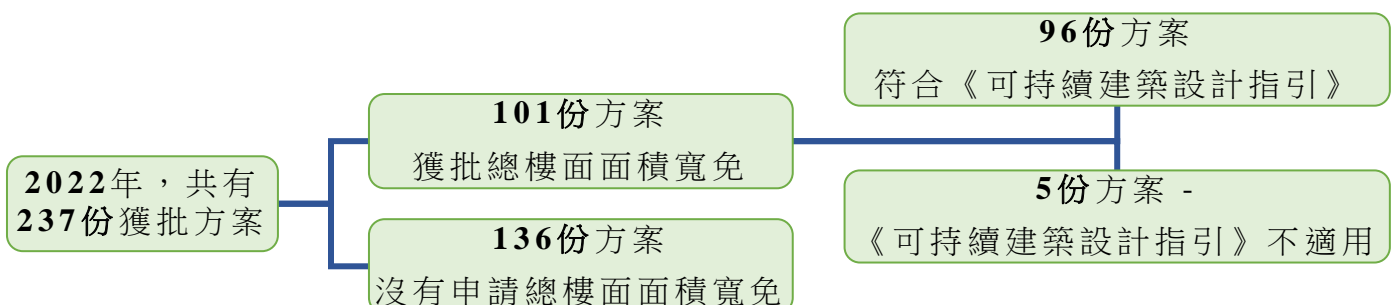 2022年，共有
237份獲批方案
101份方案
獲批總樓面面積寬免
136份方案
沒有申請總樓面面積寬免
96份方案
符合《可持續建築設計指引》
5份方案 -
《可持續建築設計指引》不適用